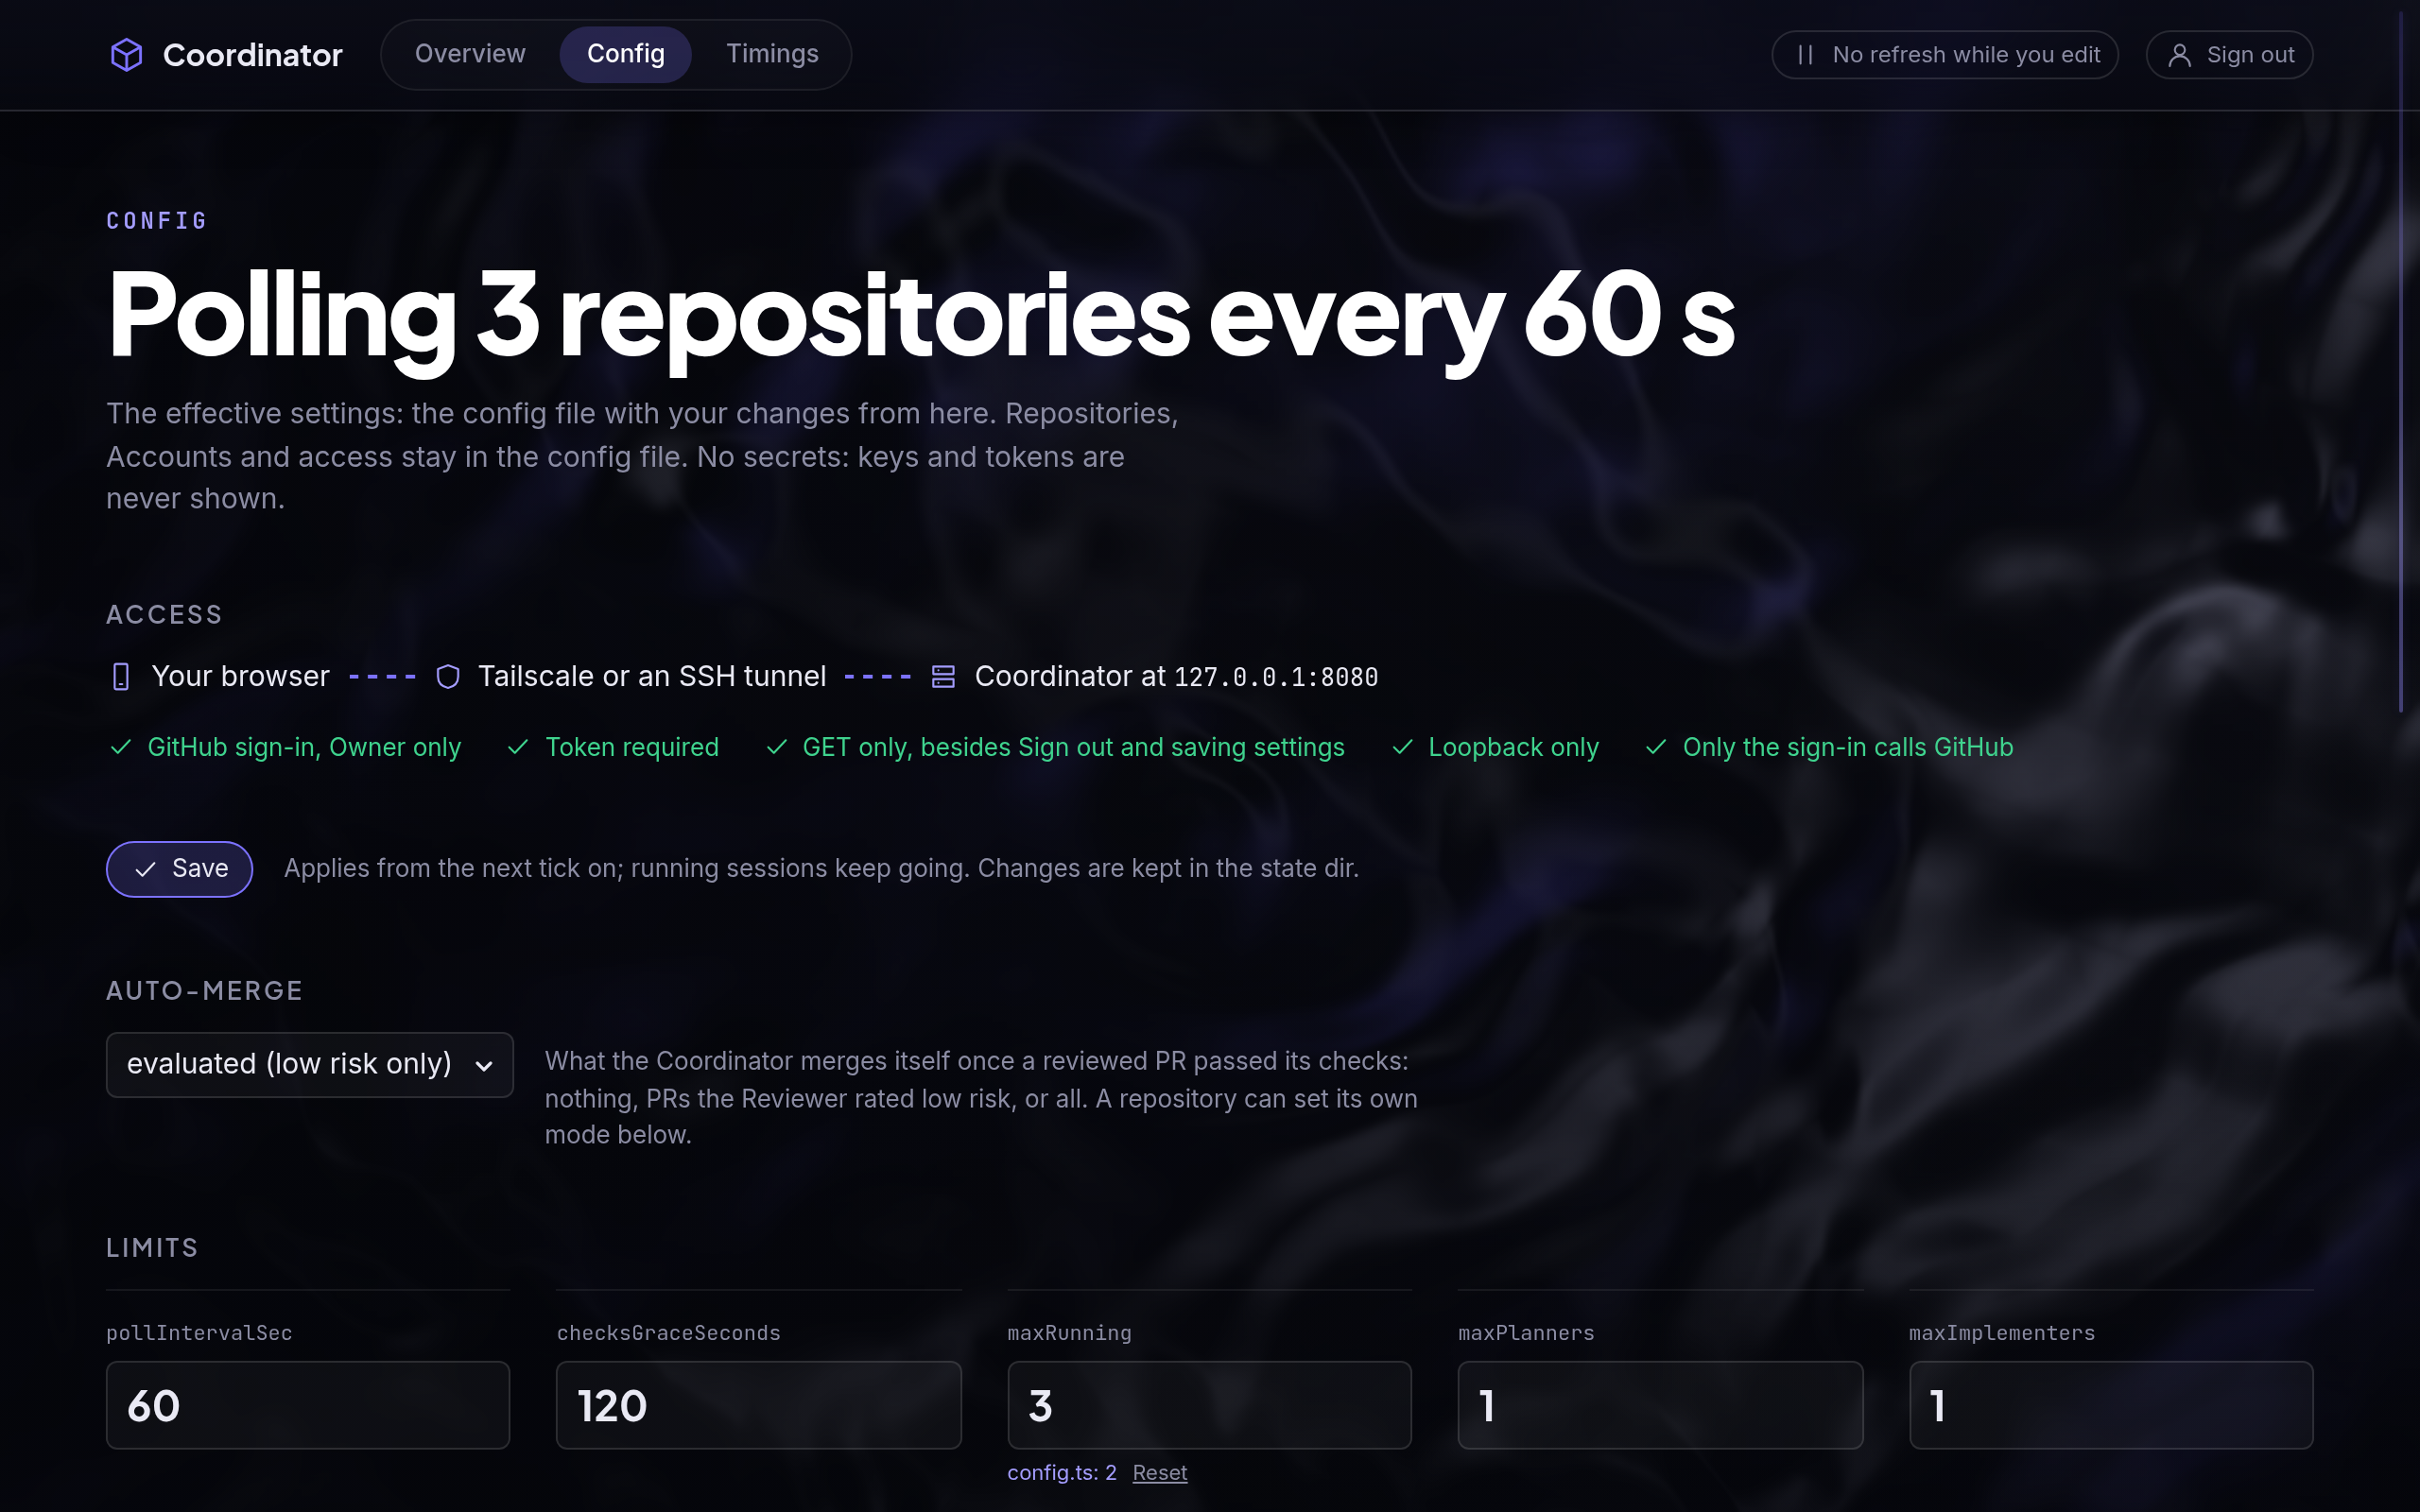 Coordinator
Overview
Config
Timings
No refresh while you edit
Sign out
CONFIG
Polling 3 repositories every 60 s
The effective settings: the config file with your changes from here. Repositories,
Accounts and access stay in the config file. No secrets: keys and tokens are
never shown.
ACCESS
Your browser
Tailscale or an SSH tunnel
Coordinator at 127.0.0.1:8080
GitHub sign-in, Owner only
Token required
GET only, besides Sign out and saving settings
Loopback only
Only the sign-in calls GitHub
Save
Applies from the next tick on; running sessions keep going. Changes are kept in the state dir.
AUTO-MERGE
evaluated (low risk only)
What the Coordinator merges itself once a reviewed PR passed its checks:
nothing, PRs the Reviewer rated low risk, or all. A repository can set its own
mode below.
LIMITS
pollIntervalSec
60
checksGraceSeconds
120
maxRunning
3
config.ts: 2 Reset
maxPlanners
1
maxImplementers
1